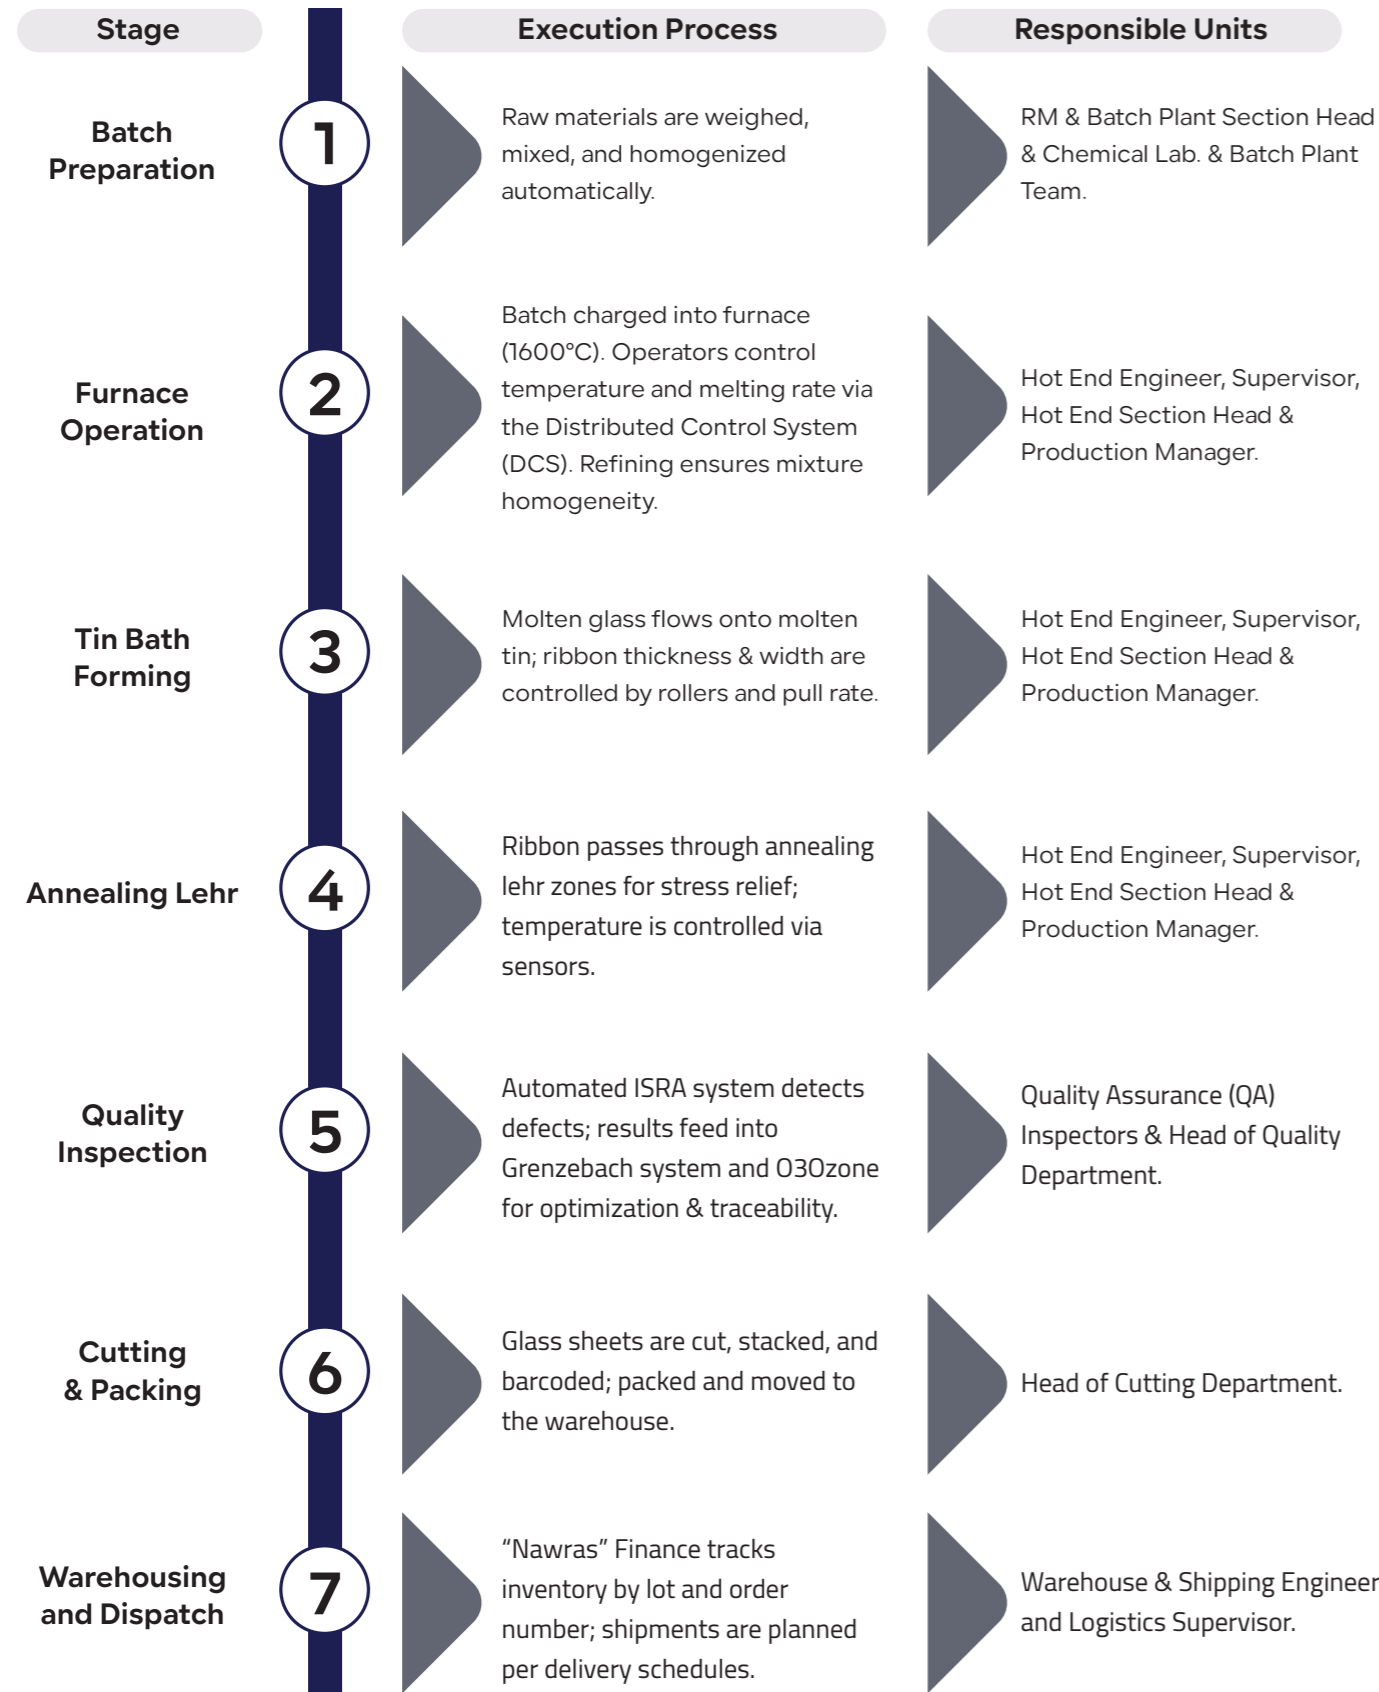 Stage
Execution Process
Responsible Units
Batch
Preparation
1
Raw materials are weighed,
mixed, and homogenized
automatically.
RM & Batch Plant Section Head
& Chemical Lab. & Batch Plant
Team.
Furnace
Operation
2
Batch charged into furnace
(1600°C). Operators control
temperature and melting rate via
the Distributed Control System
(DCS). Refining ensures mixture
homogeneity.
Hot End Engineer, Supervisor,
Hot End Section Head &
Production Manager.
Tin Bath
Forming
3
Molten glass flows onto molten
tin; ribbon thickness & width are
controlled by rollers and pull rate.
Hot End Engineer, Supervisor,
Hot End Section Head &
Production Manager.
Annealing Lehr
4
Ribbon passes through annealing
lehr zones for stress relief;
temperature is controlled via
sensors.
Hot End Engineer, Supervisor,
Hot End Section Head &
Production Manager.
Quality
Inspection
5
Automated ISRA system detects
defects; results feed into
Grenzebach system and O3Ozone
for optimization & traceability.
Quality Assurance (QA)
Inspectors & Head of Quality
Department.
Cutting
& Packing
6
Glass sheets are cut, stacked, and
barcoded; packed and moved to
the warehouse.
Head of Cutting Department.
Warehousing
and Dispatch
7
“Nawras” Finance tracks
inventory by lot and order
number; shipments are planned
per delivery schedules.
Warehouse & Shipping Engineer
and Logistics Supervisor.